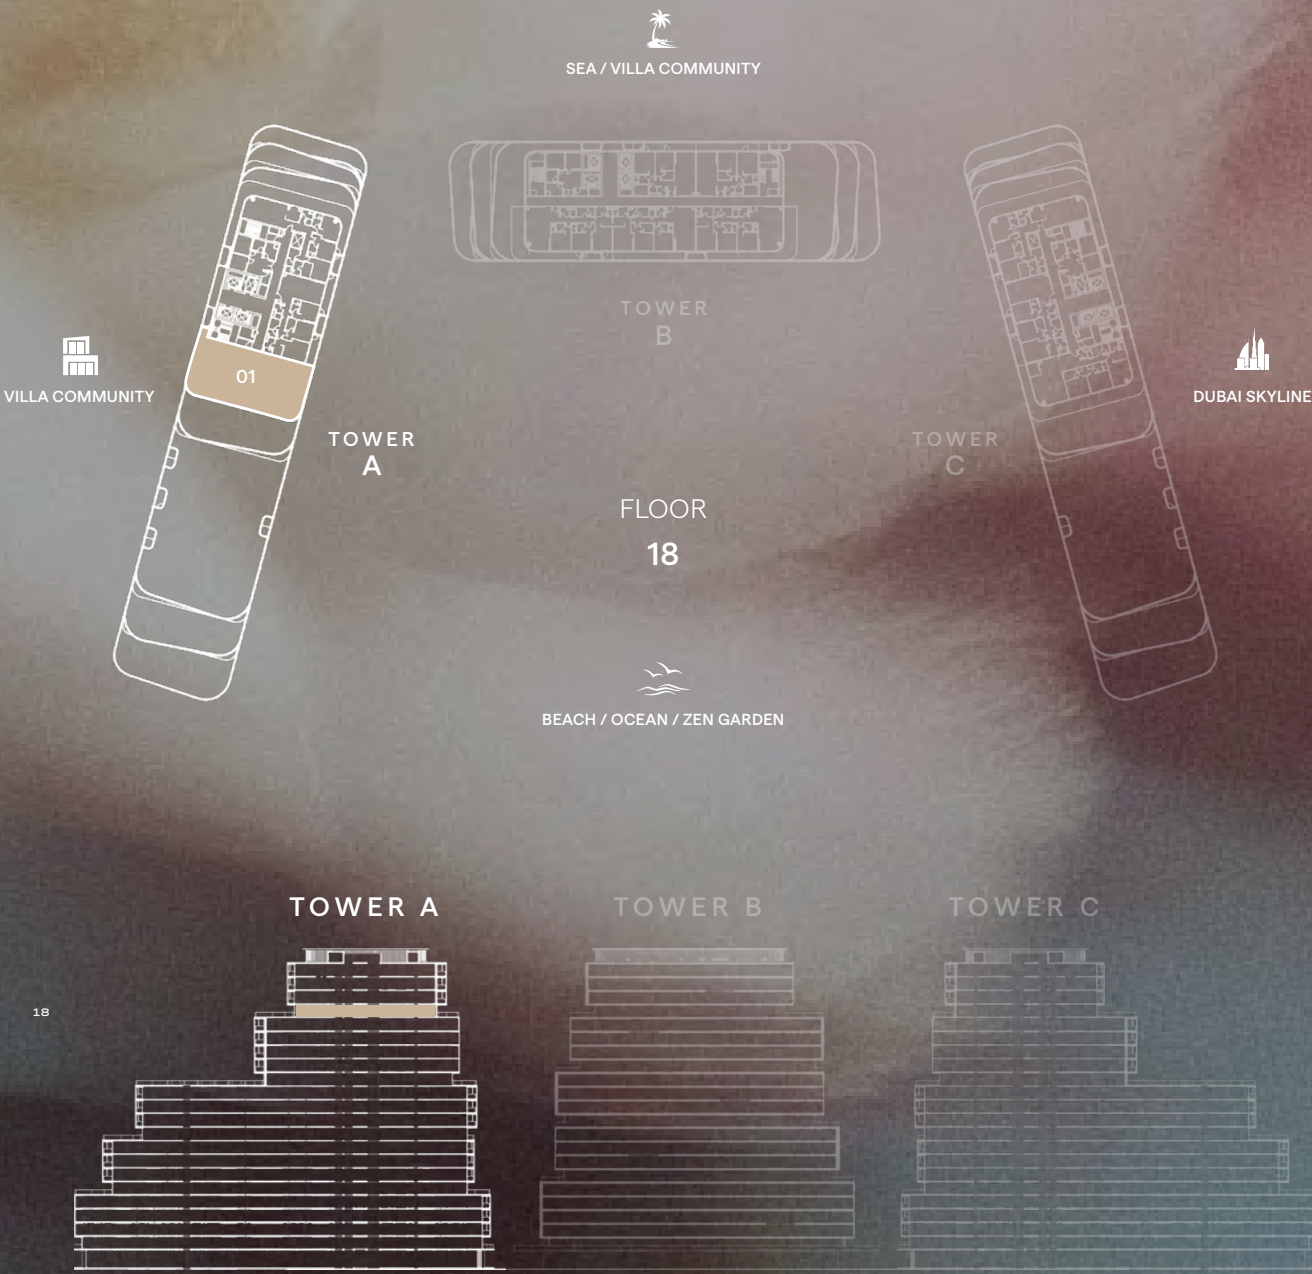 SEA / VILLA COMMUNITY
TOWER
B
01
VILLA COMMUNITY
DUBAI SKYLINE
TOWER
A
TOWER
C
FLOOR
18
BEACH / OCEAN / ZEN GARDEN
TOWER A
TOWER B
TOWER C
18